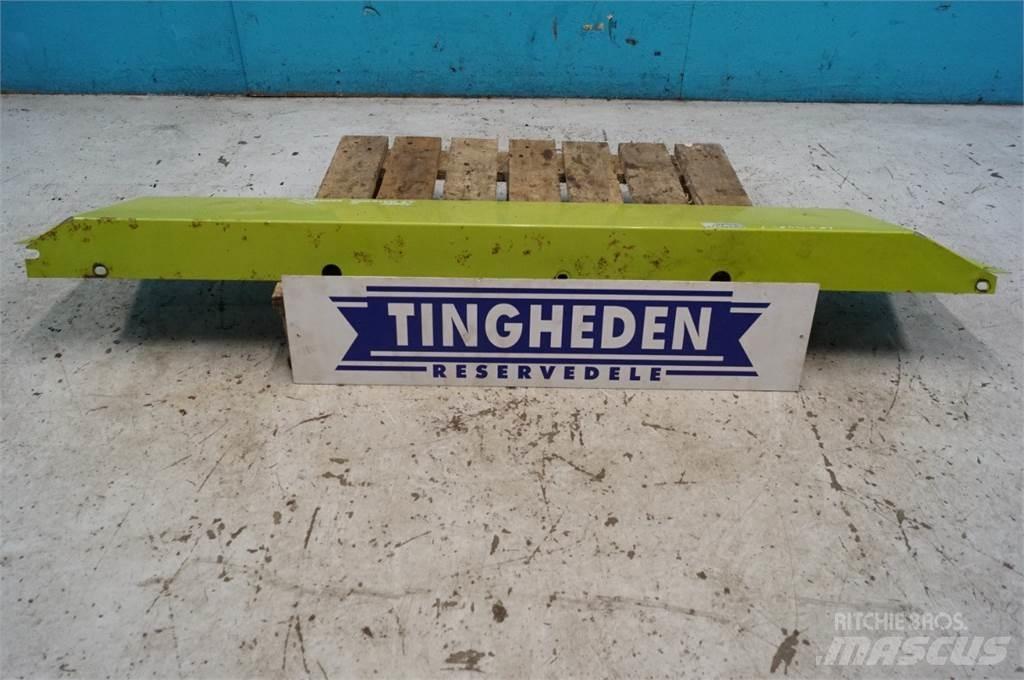 TINGHEDEN
RESERVEDELE
RITCHIE BROS.
MASCUS